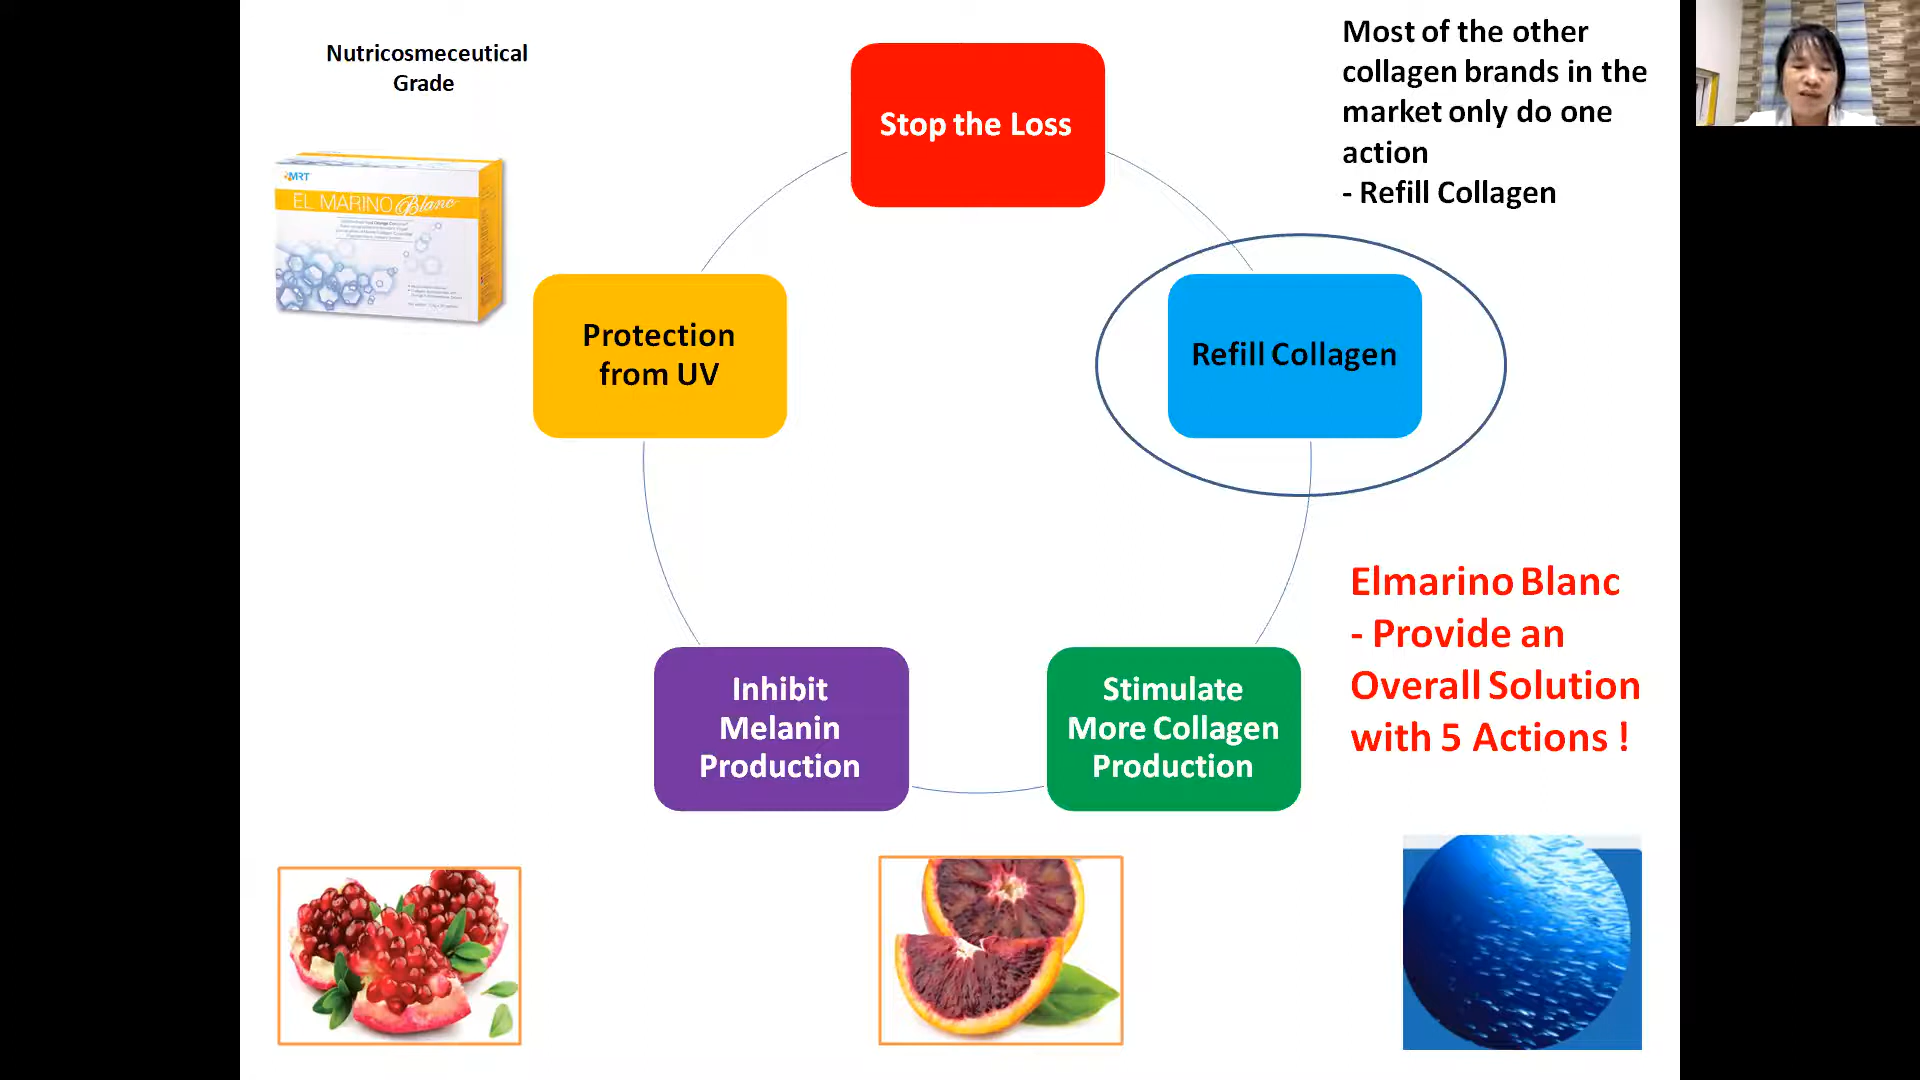 Nutricosmeceutical
Grade
MRT
EL MARINO Blanc
Stop the Loss
Most of the other
collagen brands in the
market only do one
action
- Refill Collagen
Protection
from UV
Refill Collagen
Elmarino Blanc
- Provide an
Overall Solution
with 5 Actions !
Inhibit
Melanin
Production
Stimulate
More Collagen
Production